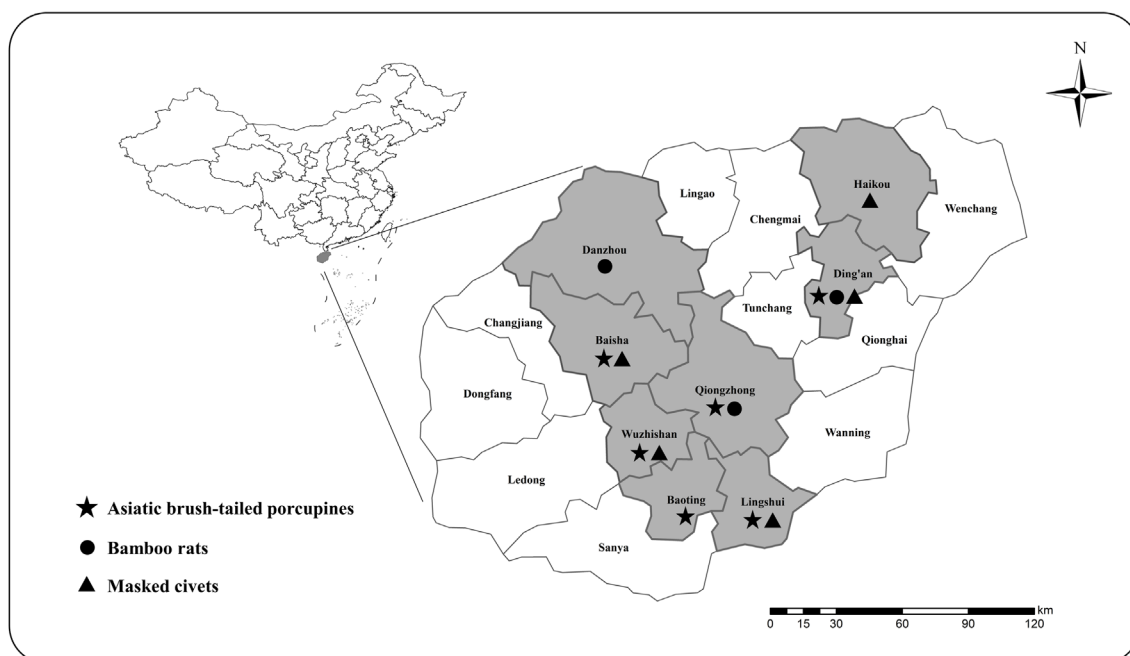 N
Haikou
Lingao
Wenchang
Chengmai
Danzhou
Ding'an
Tunchang
Changjiang
Qionghai
Baisha
Dongfang
Qiongzhong
Wuzhishan
Wanning
Ledong
Baoting
Lingshui
Sanya
Asiatic brush-tailed porcupines
Bamboo rats
Masked civets
km
0 15 30 60 90 120